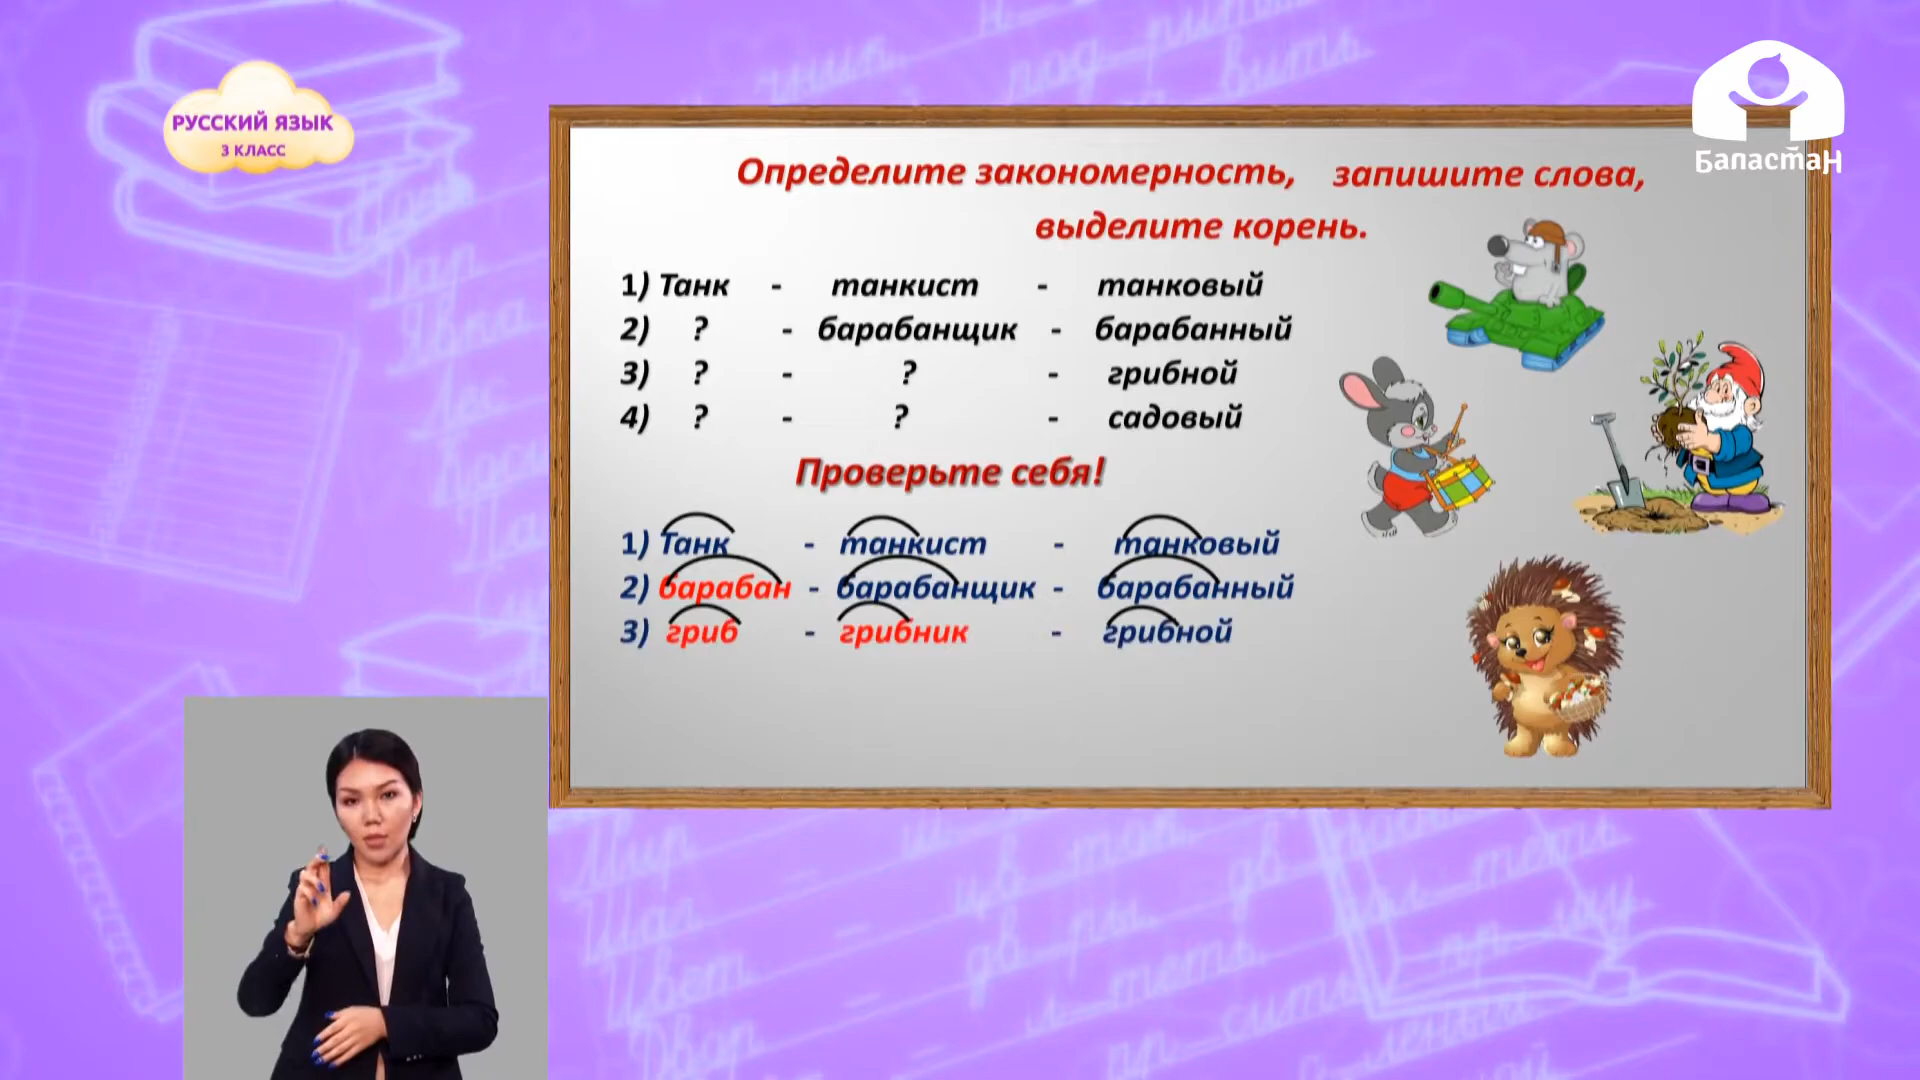 РУССКИЙ ЯЗЫК
3 КЛАСС
Баластан
Определите закономерность, запишите слова,
выделите корень.
1) Танк - танкист - танковый
2) ? - барабанщик - барабанный
3) ? - ? - грибной
4) ? - ? - садовый
Проверьте себя!
1) Танк - танкист - танковый
2) барабан - барабанщик - барабанный
3) гриб - грибник - грибной